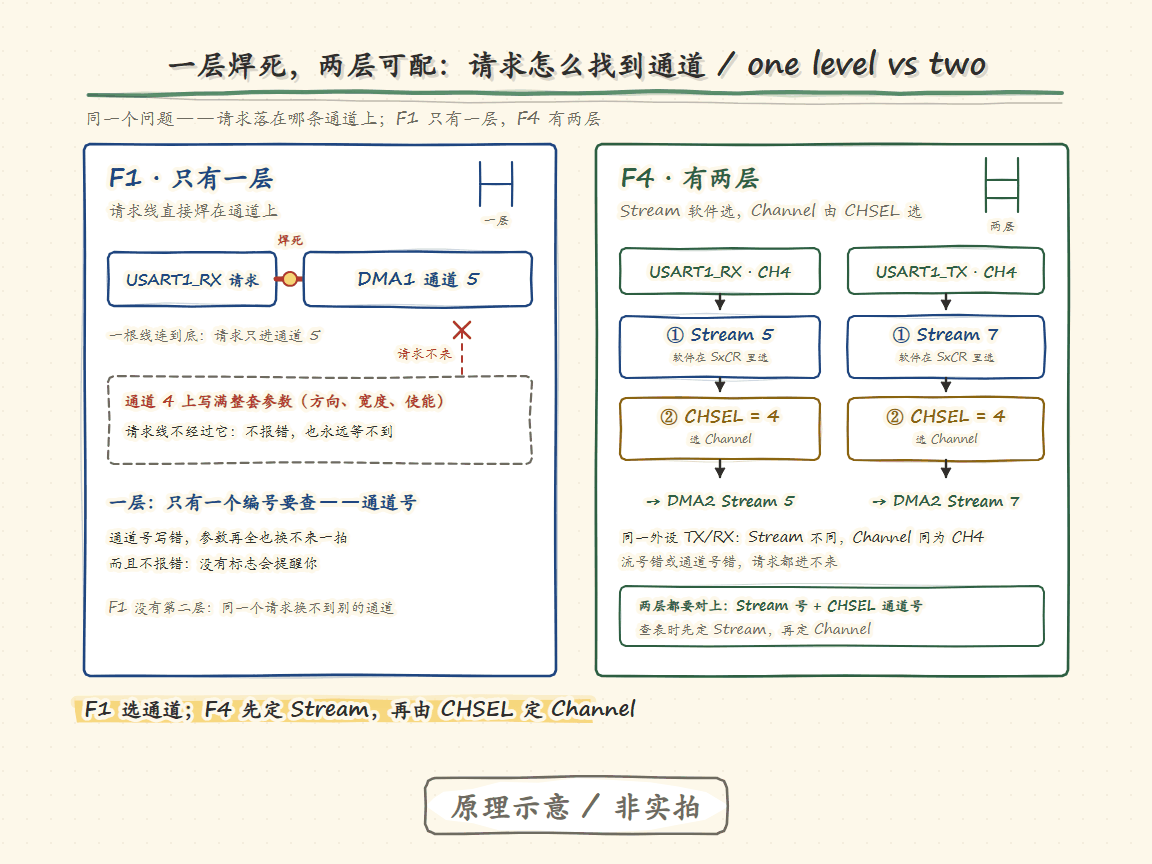 一层焊死，两层可配：请求怎么找到通道 / one level vs two
同一个问题——请求落在哪条通道上；F1 只有一层，F4 有两层
F1 · 只有一层
请求线直接焊在通道上
一层
焊死
USART1_RX 请求
DMA1 通道 5
一根线连到底：请求只进通道 5
请求不来
通道 4 上写满整套参数（方向、宽度、使能）
请求线不经过它：不报错，也永远等不到
一层：只有一个编号要查——通道号
通道号写错，参数再全也换不来一拍
而且不报错：没有标志会提醒你
F1 没有第二层：同一个请求换不到别的通道
F4 · 有两层
Stream 软件选，Channel 由 CHSEL 选
两层
USART1_RX · CH4
USART1_TX · CH4
① Stream 5
软件在 SxCR 里选
① Stream 7
软件在 SxCR 里选
② CHSEL = 4
选 Channel
② CHSEL = 4
选 Channel
→ DMA2 Stream 5
→ DMA2 Stream 7
同一外设 TX/RX：Stream 不同，Channel 同为 CH4
流号错或通道号错，请求都进不来
两层都要对上：Stream 号 + CHSEL 通道号
查表时先定 Stream，再定 Channel
F1 选通道；F4 先定 Stream，再由 CHSEL 定 Channel
原理示意 / 非实拍